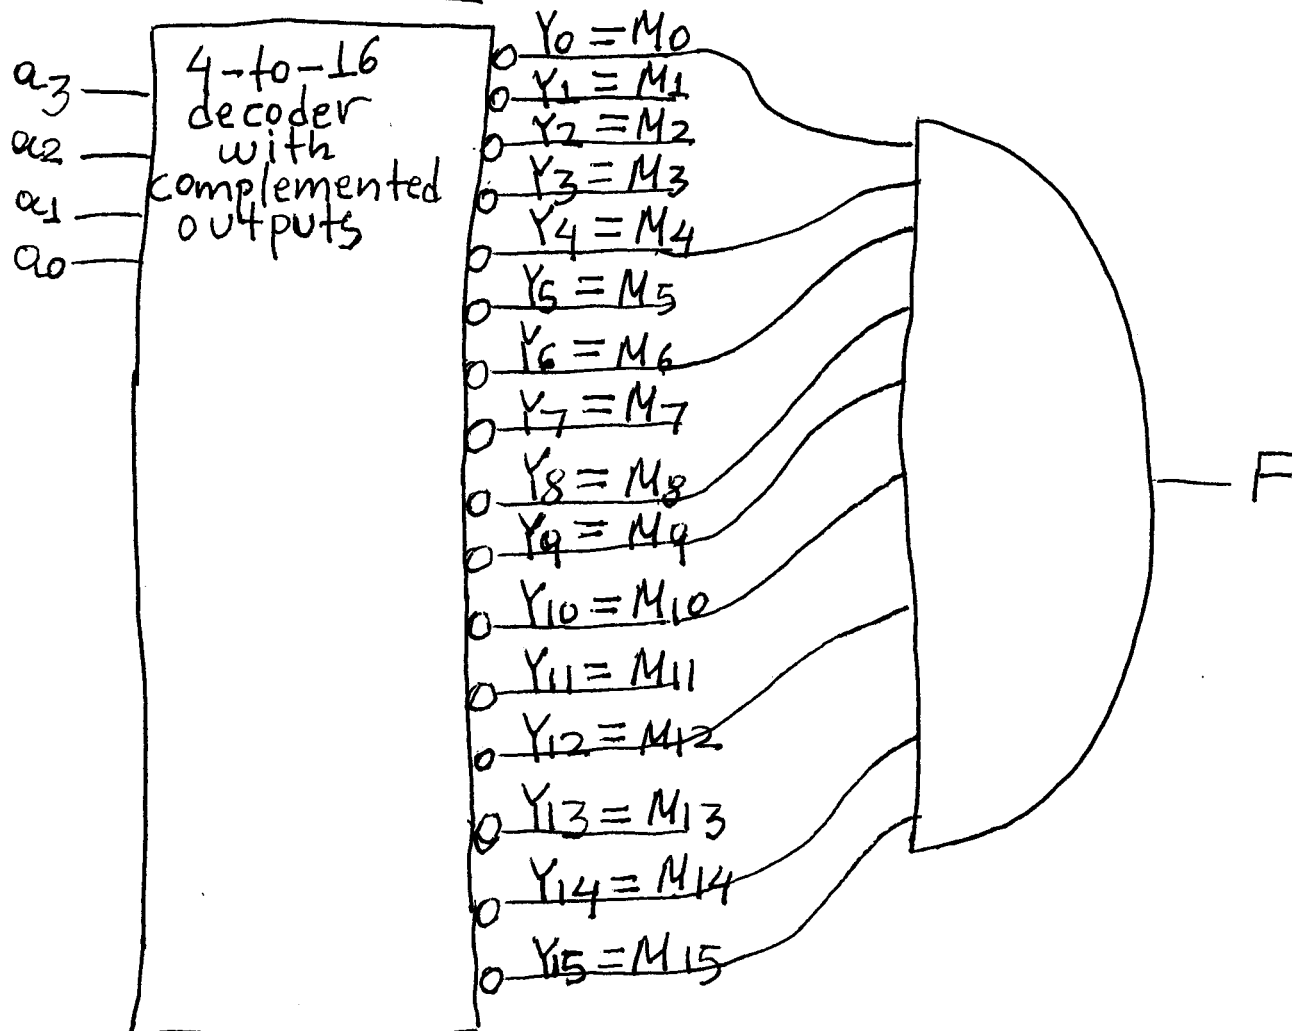 a3
a2
a1
a0
4-to-16
decoder
with
complemented
outputs
Y0 = M0
Y1 = M1
Y2 = M2
Y3 = M3
Y4 = M4
Y5 = M5
Y6 = M6
Y7 = M7
Y8 = M8
Y9 = M9
Y10 = M10
Y11 = M11
Y12 = M12
Y13 = M13
Y14 = M14
Y15 = M15
F